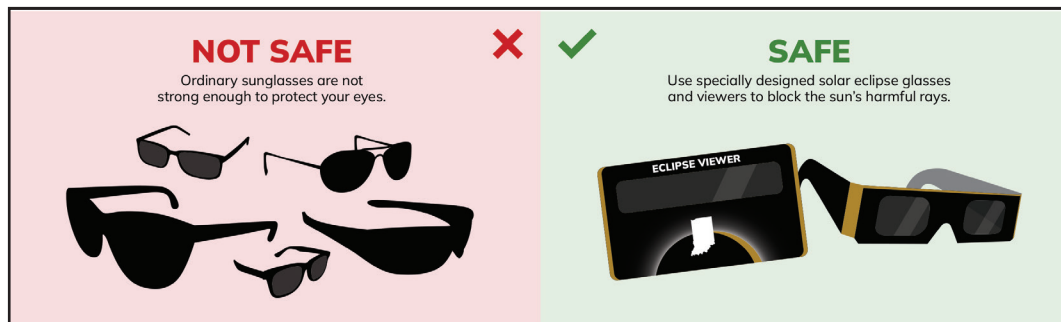 NOT SAFE
Ordinary sunglasses are not
strong enough to protect your eyes.
SAFE
Use specially designed solar eclipse glasses
and viewers to block the sun's harmful rays.
ECLIPSE VIEWER